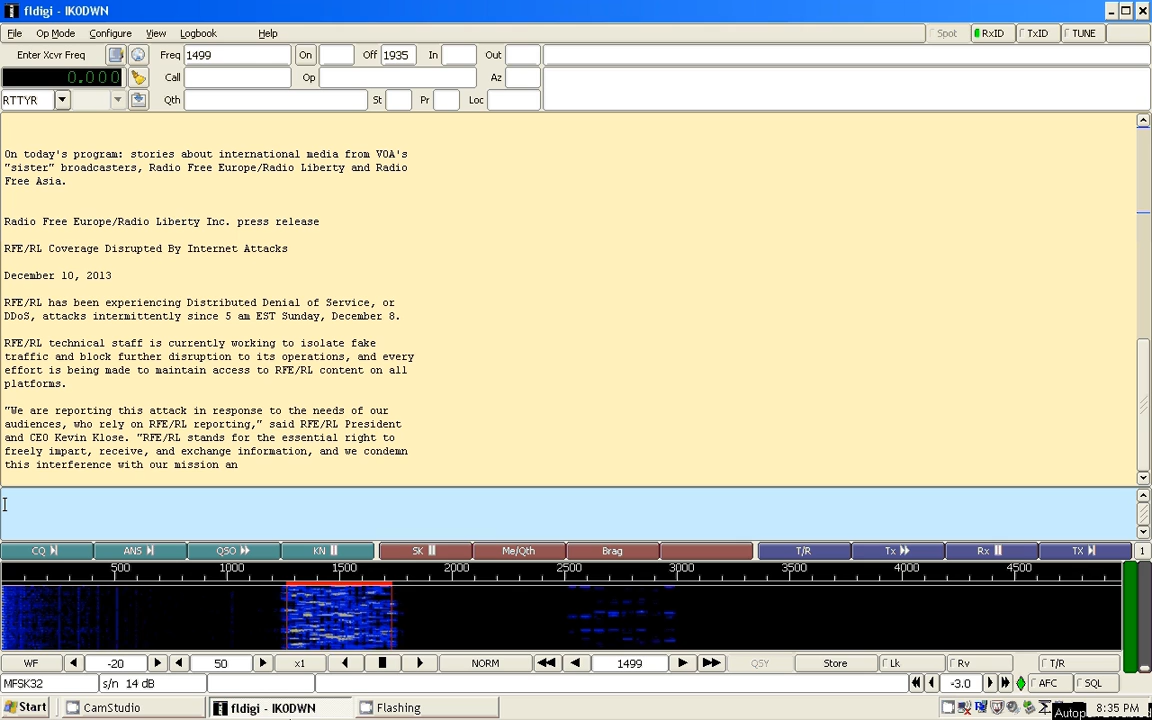 fldigi - IK0DWN
File Op Mode Configure View Logbook Help Spot RxID TxID TUNE
Enter Xcvr Freq Freq 1499 On Off 1935 In Out
0.000 Call Op Az
RTTYR Qth St Pr Loc
On today's program: stories about international media from VOA's
"sister" broadcasters, Radio Free Europe/Radio Liberty and Radio
Free Asia.
Radio Free Europe/Radio Liberty Inc. press release
RFE/RL Coverage Disrupted By Internet Attacks
December 10, 2013
RFE/RL has been experiencing Distributed Denial of Service, or
DDoS, attacks intermittently since 5 am EST Sunday, December 8.
RFE/RL technical staff is currently working to isolate fake
traffic and block further disruption to its operations, and every
effort is being made to maintain access to RFE/RL content on all
platforms.
"We are reporting this attack in response to the needs of our
audiences, who rely on RFE/RL reporting," said RFE/RL President
and CEO Kevin Klose. "RFE/RL stands for the essential right to
freely impart, receive, and exchange information, and we condemn
this interference with our mission an
CQ ANS QSO KN SK Me/Qth Brag T/R Tx Rx TX 1
500 1000 1500 2000 2500 3000 3500 4000 4500
WF -20 50 x1 NORM 1499 QSY Store Lk Rv T/R
MFSK32 s/n 14 dB -3.0 AFC SQL
Start CamStudio fldigi - IK0DWN Flashing 8:35 PM